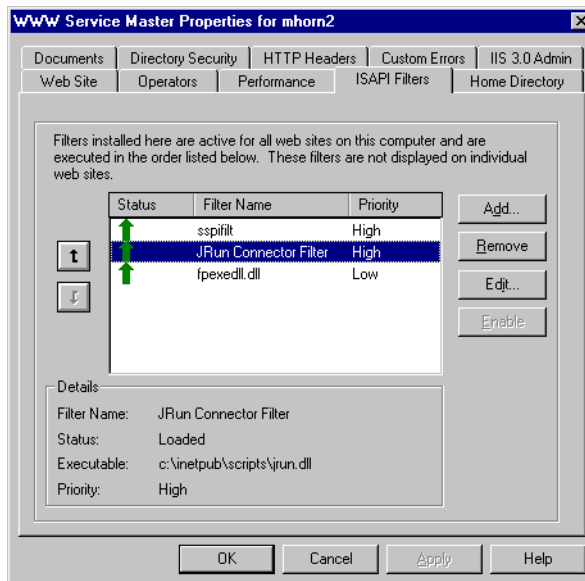 WWW Service Master Properties for mhorn2
Documents Directory Security HTTP Headers Custom Errors IIS 3.0 Admin
Web Site Operators Performance ISAPI Filters Home Directory
Filters installed here are active for all web sites on this computer and are
executed in the order listed below. These filters are not displayed on individual
web sites.
Status Filter Name Priority
sspifilt High
JRun Connector Filter High
fpexedll.dll Low
Add...
Remove
Edit...
Enable
Details
Filter Name: JRun Connector Filter
Status: Loaded
Executable: c:\inetpub\scripts\jrun.dll
Priority: High
OK Cancel Apply Help